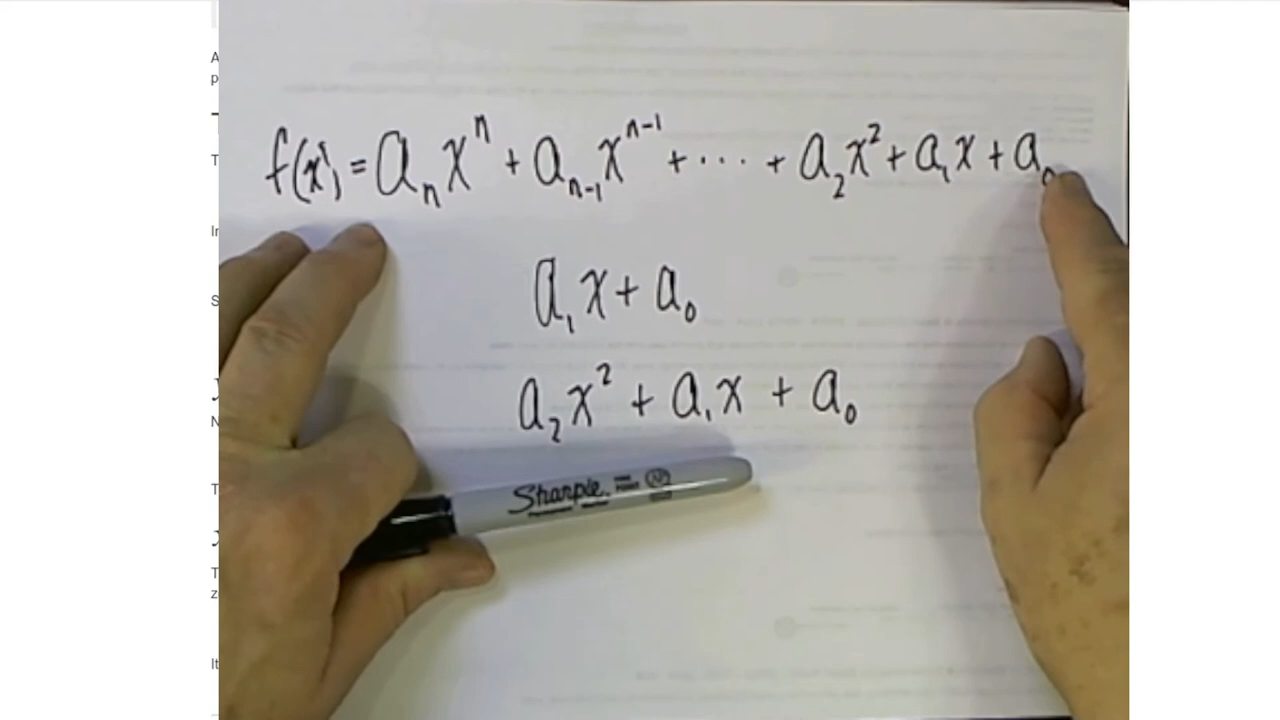 f(x) = aₙxⁿ + aₙ₋₁xⁿ⁻¹ + ···· + a₂x² + a₁x + a₀
a₁x + a₀
a₂x² + a₁x + a₀
Sharpie